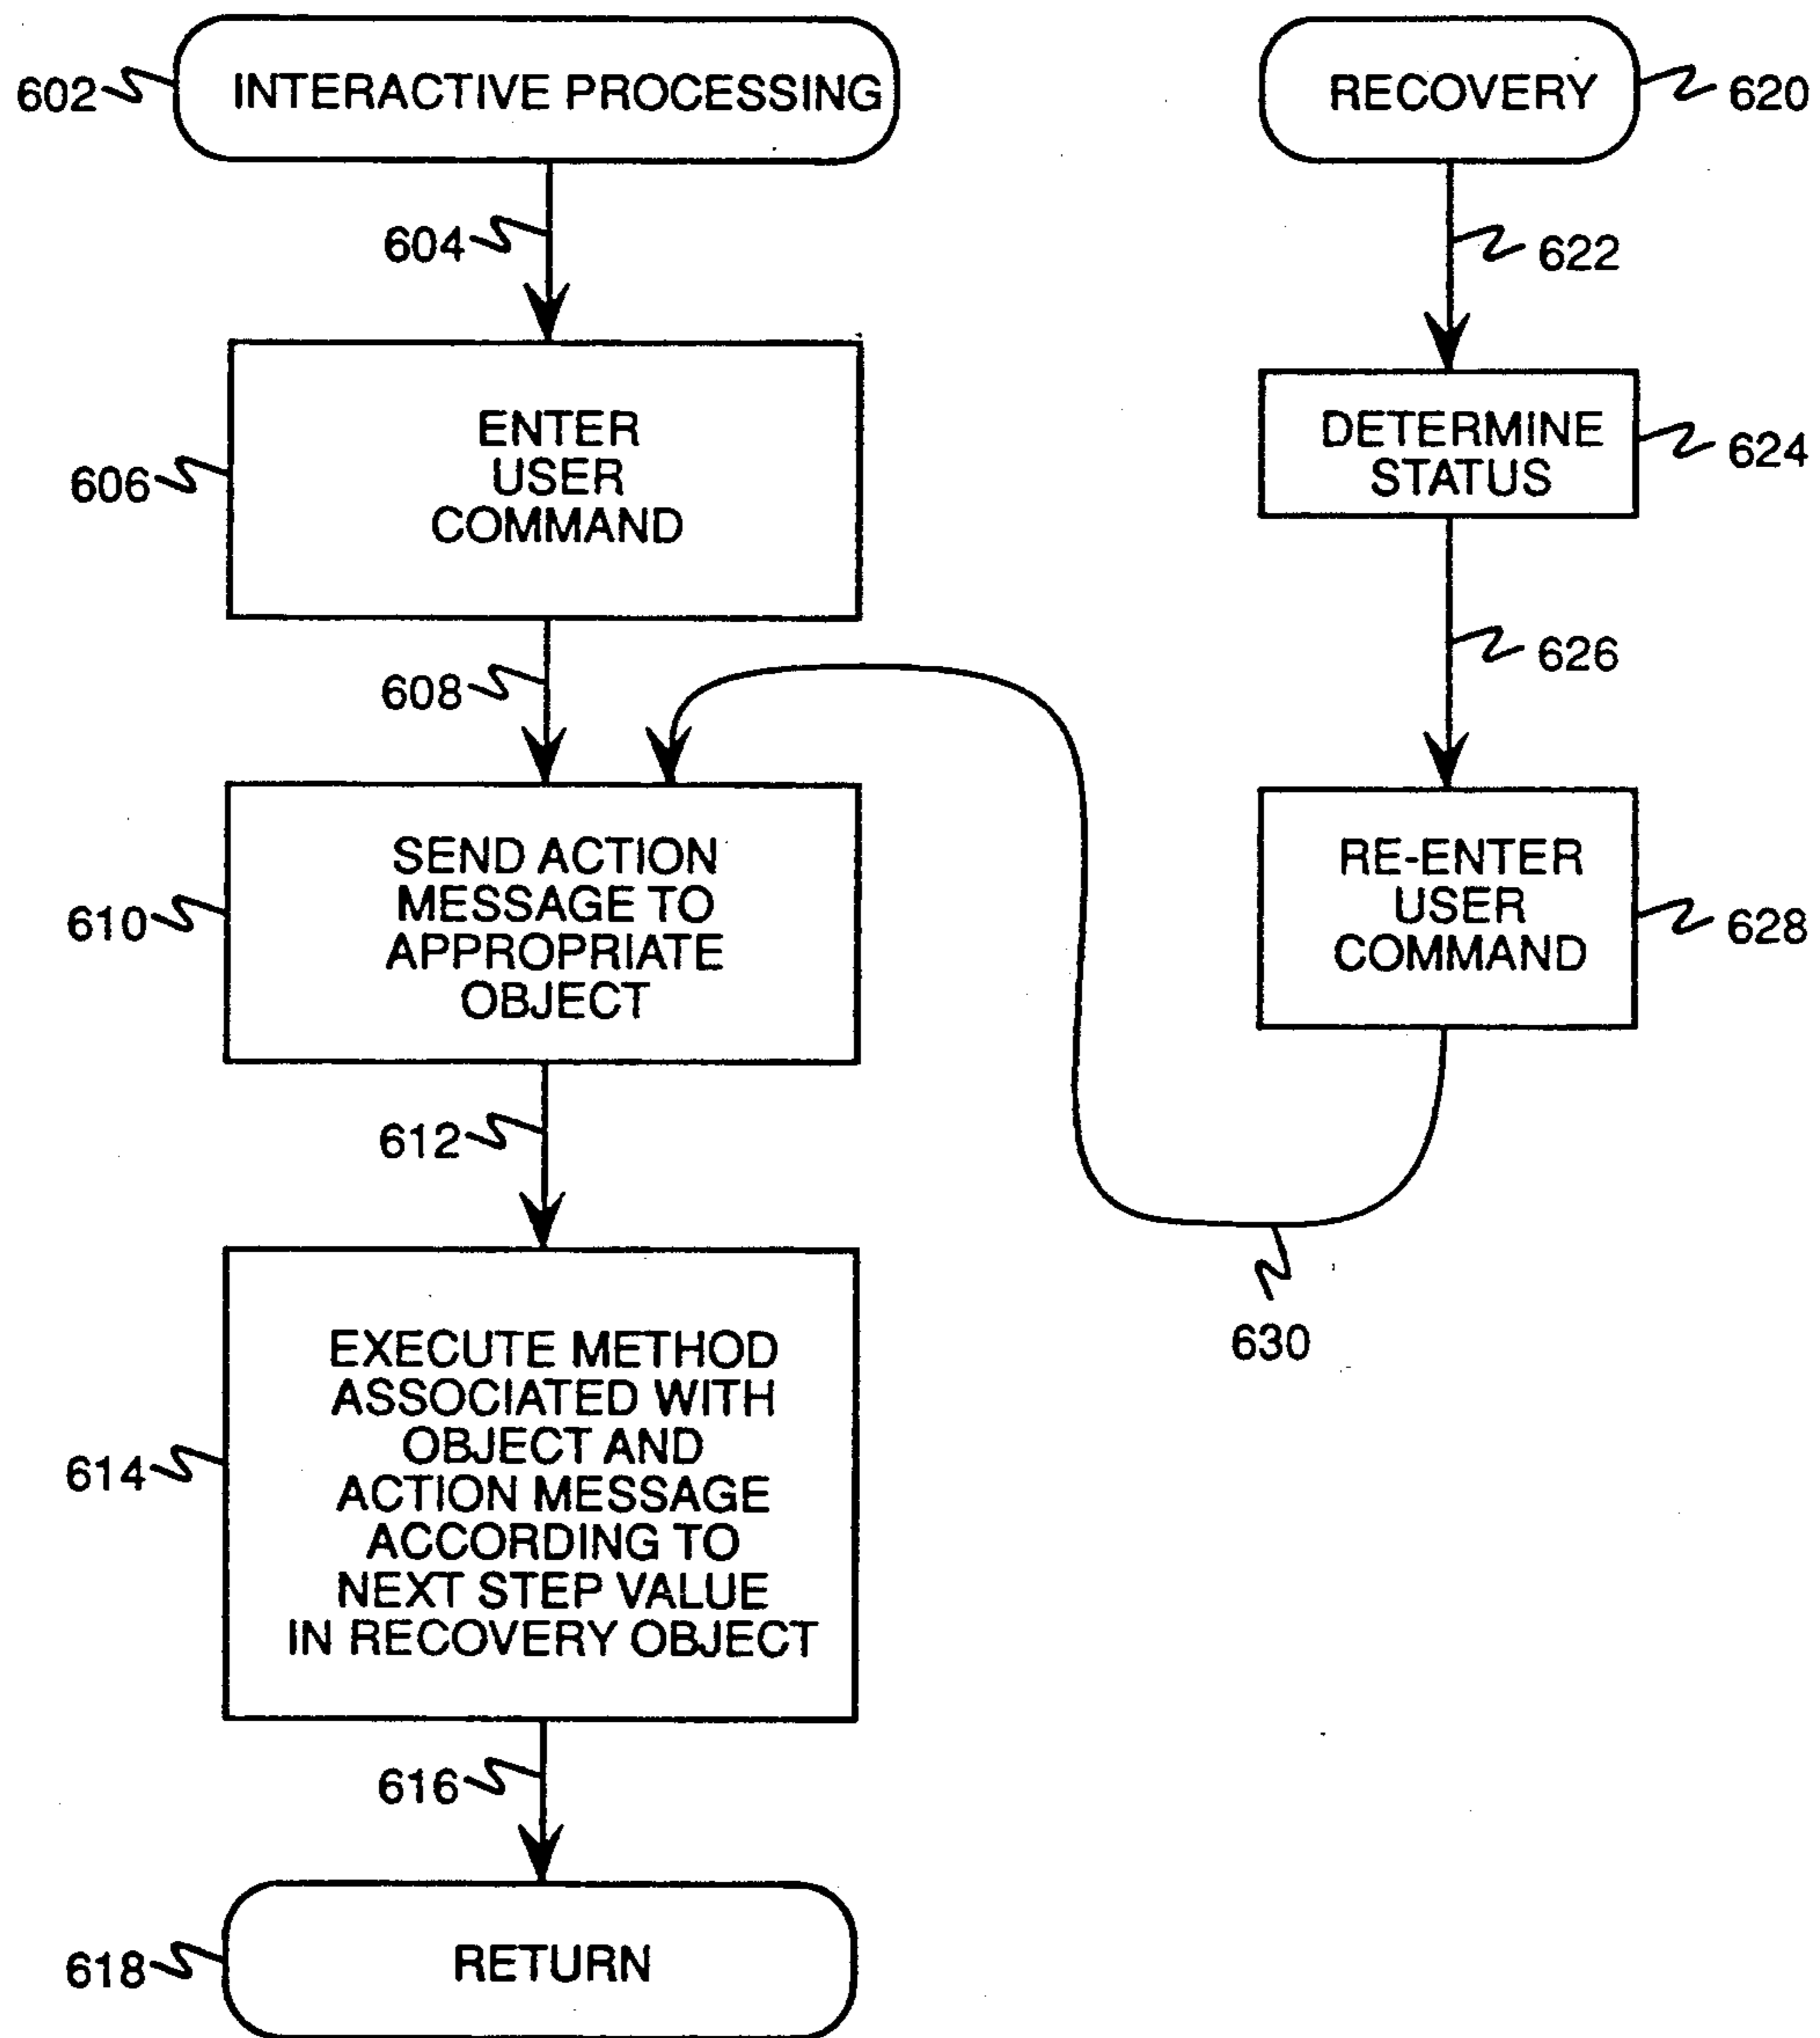 602
INTERACTIVE PROCESSING
604
606
ENTER
USER
COMMAND
608
610
SEND ACTION
MESSAGE TO
APPROPRIATE
OBJECT
612
614
EXECUTE METHOD
ASSOCIATED WITH
OBJECT AND
ACTION MESSAGE
ACCORDING TO
NEXT STEP VALUE
IN RECOVERY OBJECT
616
618
RETURN
RECOVERY
620
622
DETERMINE
STATUS
624
626
RE-ENTER
USER
COMMAND
628
630